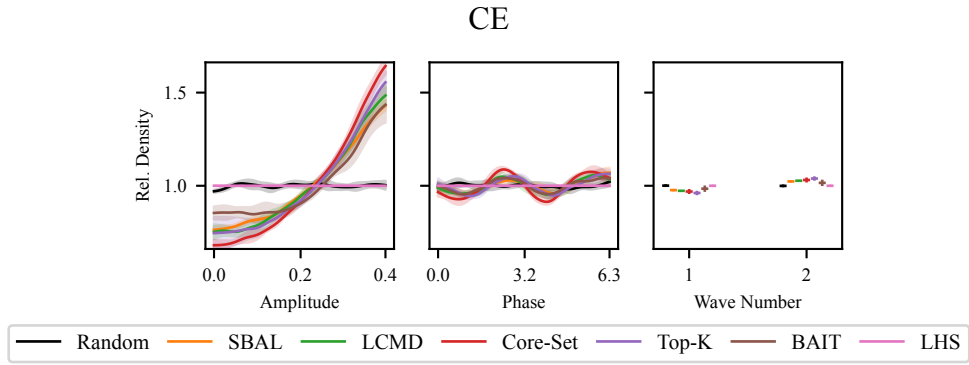 CE
Rel. Density
1.5
1.0
0.0 0.2 0.4
Amplitude
0.0 3.2 6.3
Phase
1 2
Wave Number
Random SBAL LCMD Core-Set Top-K BAIT LHS